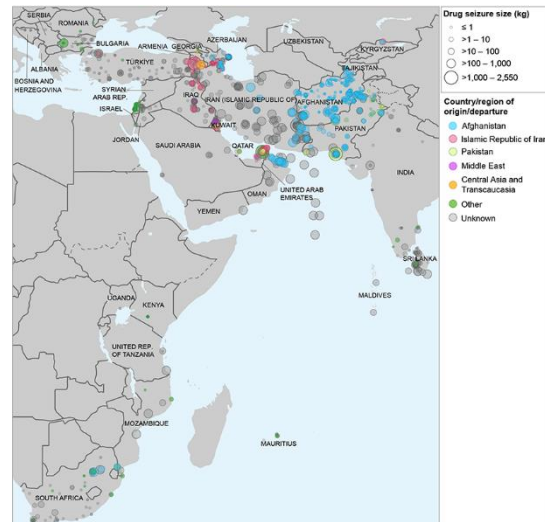 SERBIA
ROMANIA
BULGARIA
ALBANIA
BOSNIA AND
HERZEGOVINA
TÜRKIYE
ARMENIA
GEORGIA
AZERBAIJAN
UZBEKISTAN
KYRGYZSTAN
TAJIKISTAN
SYRIAN
ARAB REP.
ISRAEL
IRAQ
IRAN (ISLAMIC REPUBLIC OF)
AFGHANISTAN
PAKISTAN
JORDAN
KUWAIT
SAUDI ARABIA
QATAR
OMAN
UNITED ARAB
EMIRATES
YEMEN
INDIA
SRI LANKA
MALDIVES
UGANDA
KENYA
UNITED REP.
OF TANZANIA
MOZAMBIQUE
MAURITIUS
SOUTH AFRICA
Drug seizure size (kg)
≤ 1
>1 – 10
>10 – 100
>100 – 1,000
>1,000 – 2,550
Country/region of
origin/departure
Afghanistan
Islamic Republic of Iran
Pakistan
Middle East
Central Asia and
Transcaucasia
Other
Unknown